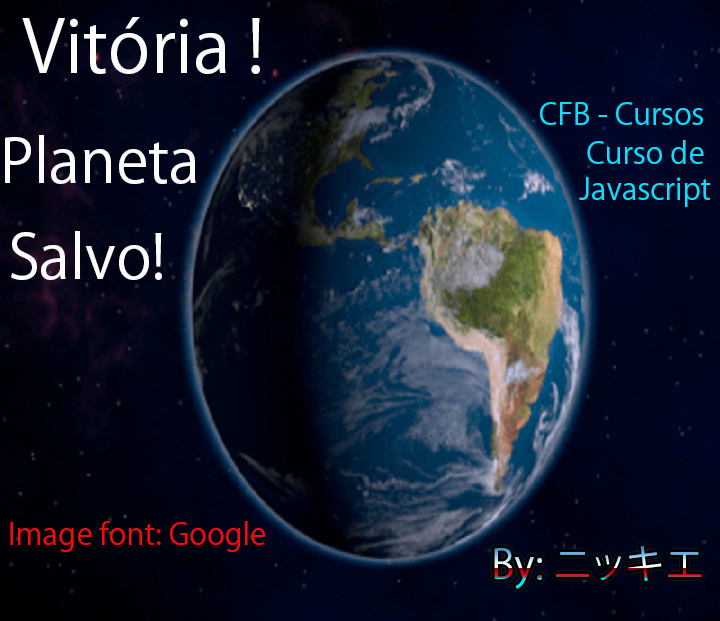 Vitória !
Planeta
Salvo!
CFB - Cursos
Curso de
Javascript
Image font: Google
By: ニッキエ